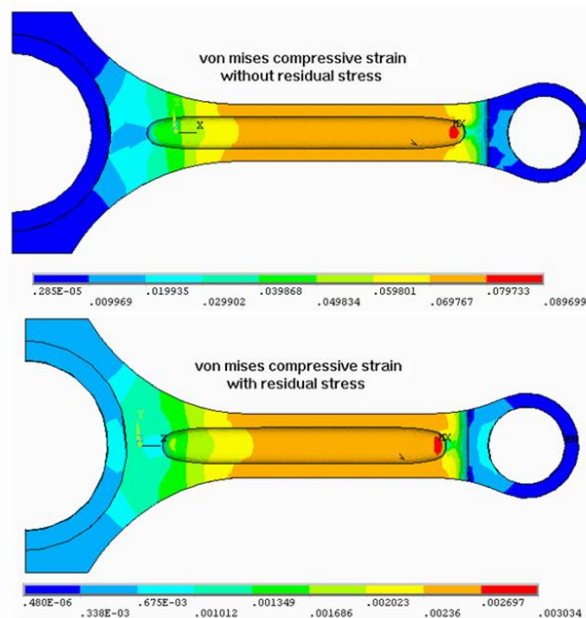 von mises compressive strain
without residual stress
X
MX
.285E-05 .019935 .039868 .059801 .079733
.009969 .029902 .049834 .069767 .089699
von mises compressive strain
with residual stress
X
MX
.480E-06 .675E-03 .001349 .002023 .002697
.338E-03 .001012 .001686 .00236 .003034